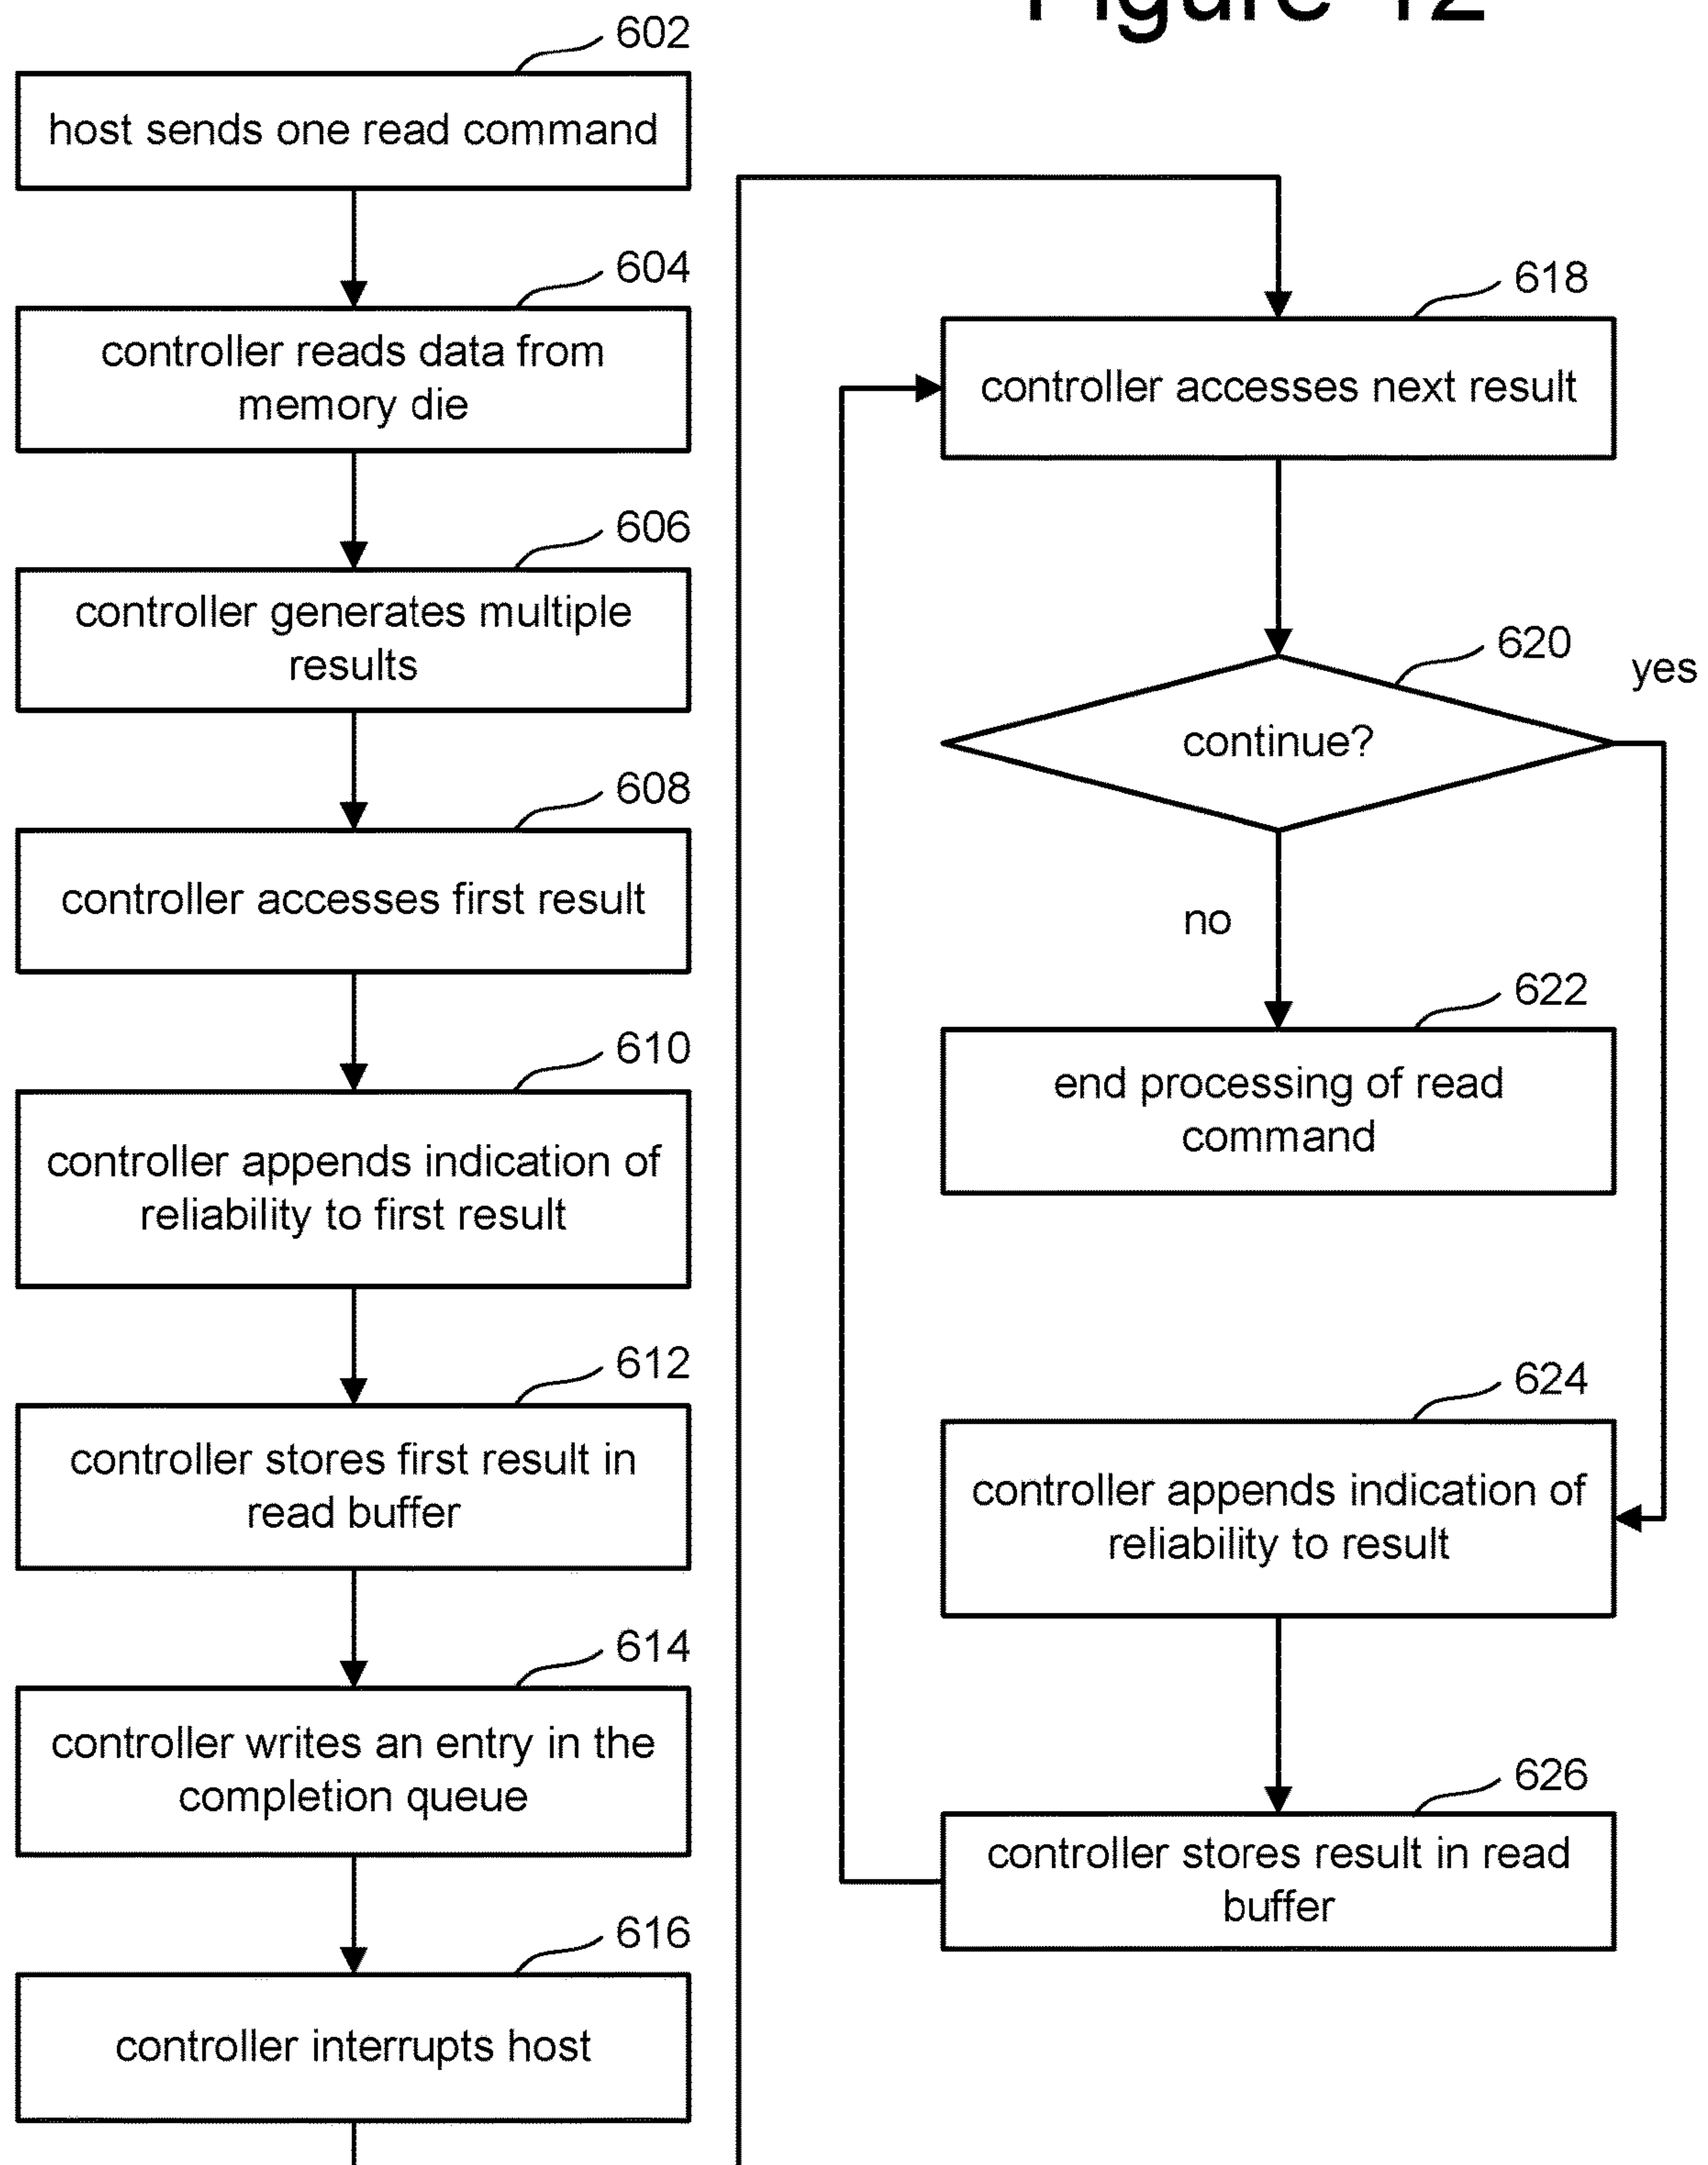 Figure 12
602
host sends one read command
604
controller reads data from
memory die
606
controller generates multiple
results
608
controller accesses first result
610
controller appends indication of
reliability to first result
612
controller stores first result in
read buffer
614
controller writes an entry in the
completion queue
616
controller interrupts host
618
controller accesses next result
620
yes
continue?
no
622
end processing of read
command
624
controller appends indication of
reliability to result
626
controller stores result in read
buffer